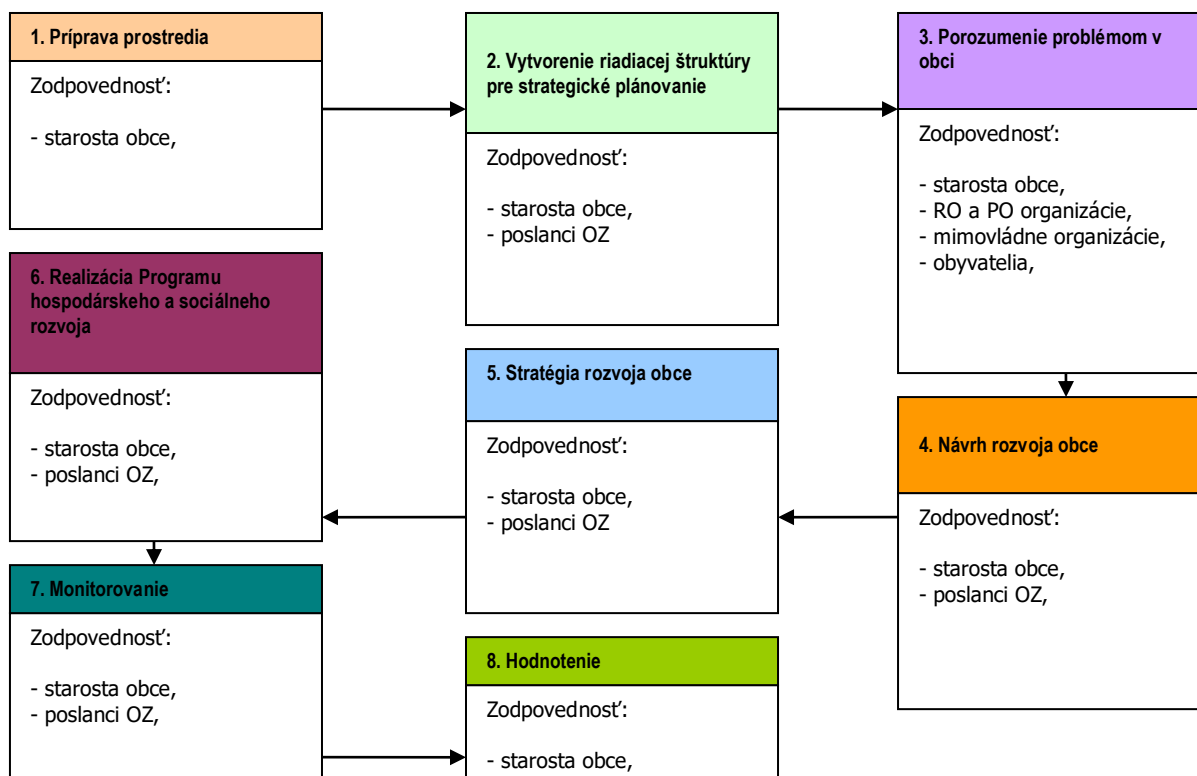 1. Príprava prostredia
Zodpovednosť:
- starosta obce,
2. Vytvorenie riadiacej štruktúry
pre strategické plánovanie
Zodpovednosť:
- starosta obce,
- poslanci OZ
3. Porozumenie problémom v
obci
Zodpovednosť:
- starosta obce,
- RO a PO organizácie,
- mimovládne organizácie,
- obyvatelia,
4. Návrh rozvoja obce
Zodpovednosť:
- starosta obce,
- poslanci OZ,
5. Stratégia rozvoja obce
Zodpovednosť:
- starosta obce,
- poslanci OZ
6. Realizácia Programu
hospodárskeho a sociálneho
rozvoja
Zodpovednosť:
- starosta obce,
- poslanci OZ,
7. Monitorovanie
Zodpovednosť:
- starosta obce,
- poslanci OZ,
8. Hodnotenie
Zodpovednosť:
- starosta obce,